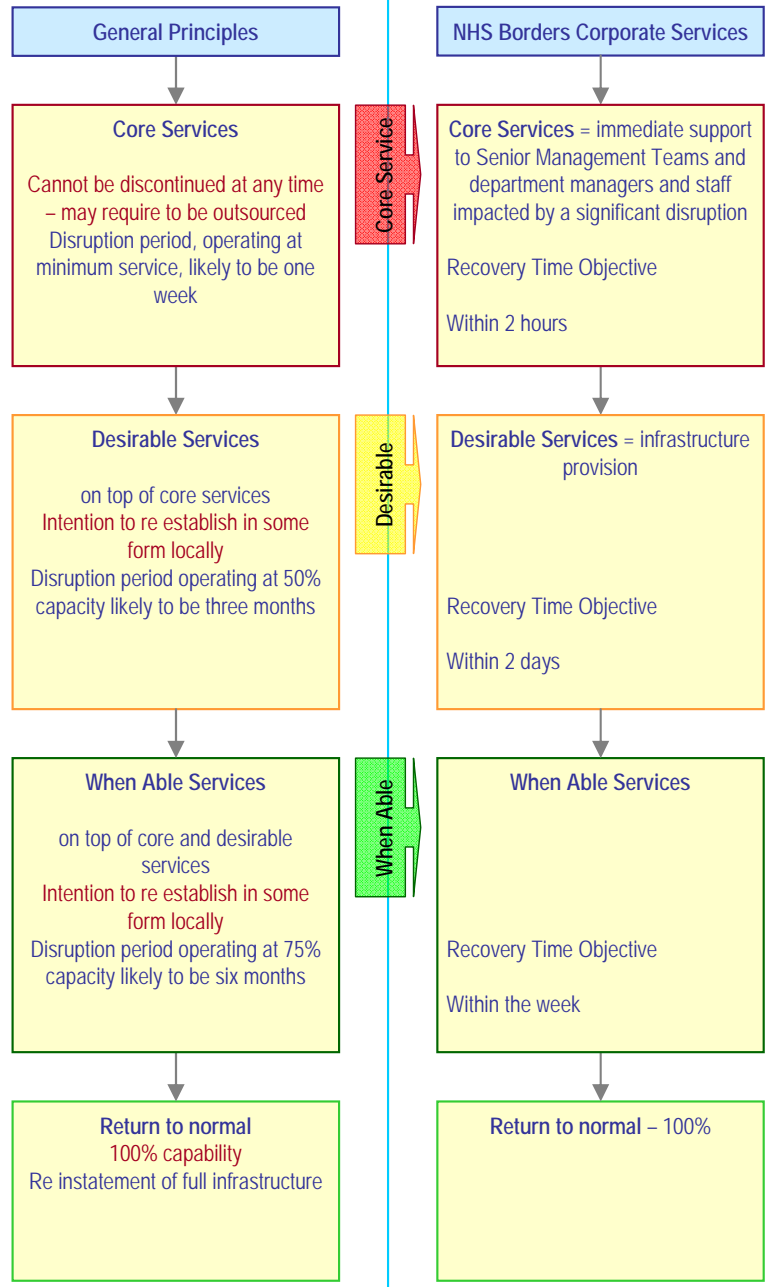 General Principles
NHS Borders Corporate Services
Core Services
Cannot be discontinued at any time
– may require to be outsourced
Disruption period, operating at
minimum service, likely to be one
week
Core Service
Core Services = immediate support
to Senior Management Teams and
department managers and staff
impacted by a significant disruption
Recovery Time Objective
Within 2 hours
Desirable Services
on top of core services
Intention to re establish in some
form locally
Disruption period operating at 50%
capacity likely to be three months
Desirable
Desirable Services = infrastructure
provision
Recovery Time Objective
Within 2 days
When Able Services
on top of core and desirable
services
Intention to re establish in some
form locally
Disruption period operating at 75%
capacity likely to be six months
When Able
When Able Services
Recovery Time Objective
Within the week
Return to normal
100% capability
Re instatement of full infrastructure
Return to normal – 100%